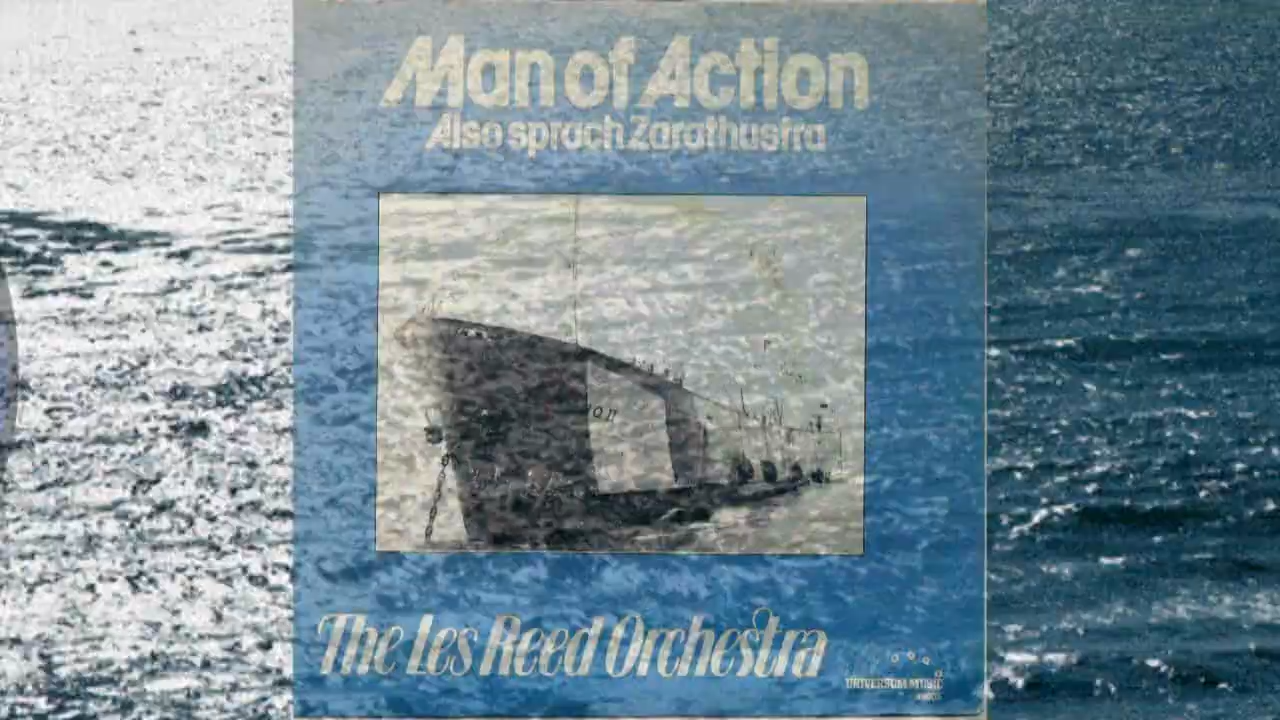 Man of Action
Also sprach Zarathustra
The Les Reed Orchestra
UNIVERSUM MUSIC